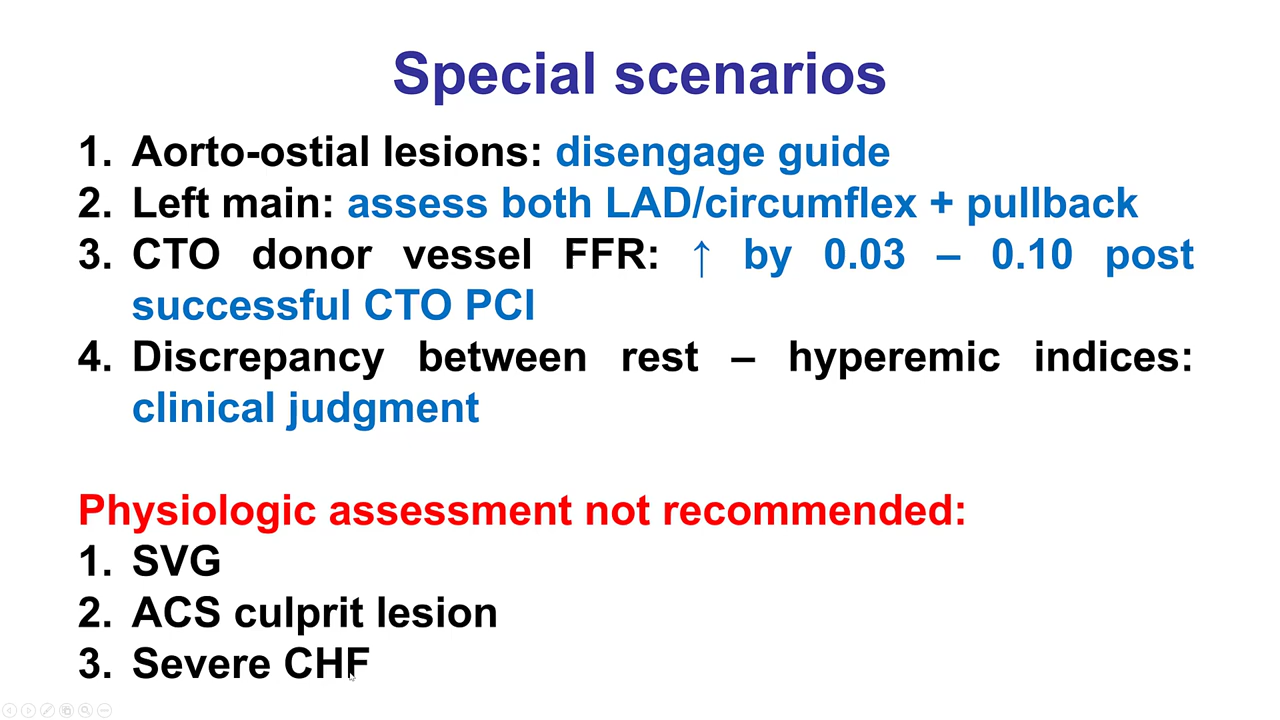 Special scenarios
1. Aorto-ostial lesions: disengage guide
2. Left main: assess both LAD/circumflex + pullback
3. CTO donor vessel FFR: ↑ by 0.03 – 0.10 post
successful CTO PCI
4. Discrepancy between rest – hyperemic indices:
clinical judgment
Physiologic assessment not recommended:
1. SVG
2. ACS culprit lesion
3. Severe CHF